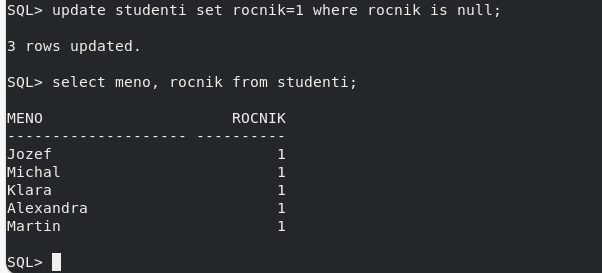 SQL> update studenti set rocnik=1 where rocnik is null;
3 rows updated.
SQL> select meno, rocnik from studenti;
MENO ROCNIK
-------------------- ----------
Jozef 1
Michal 1
Klara 1
Alexandra 1
Martin 1
SQL>